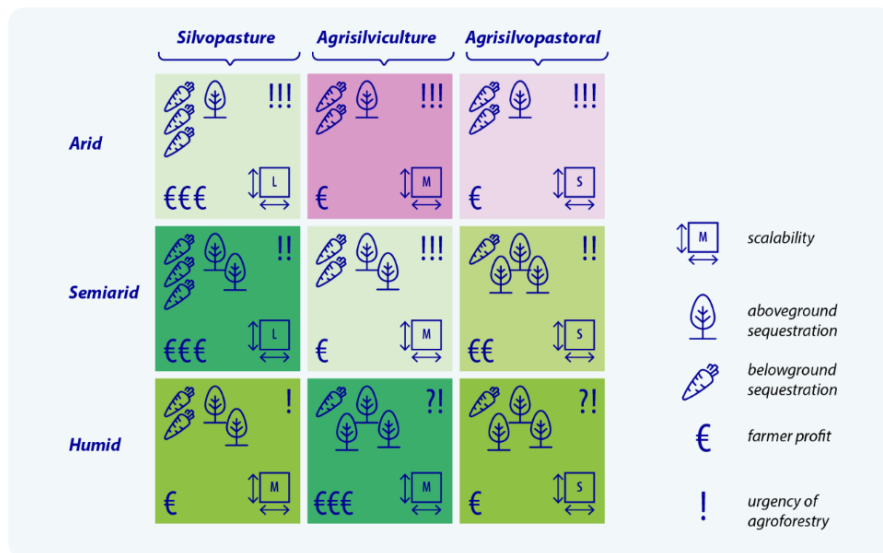 Silvopasture Agrisilviculture Agrisilvopastoral
Arid
!!! !!! !!!
L M S
€€€ € €
Semiarid
!! !!! !!
L M S
€€€ € €€
Humid
! ?! ?!
M M S
€ €€€ €
M scalability
aboveground
sequestration
belowground
sequestration
€ farmer profit
! urgency of
agroforestry